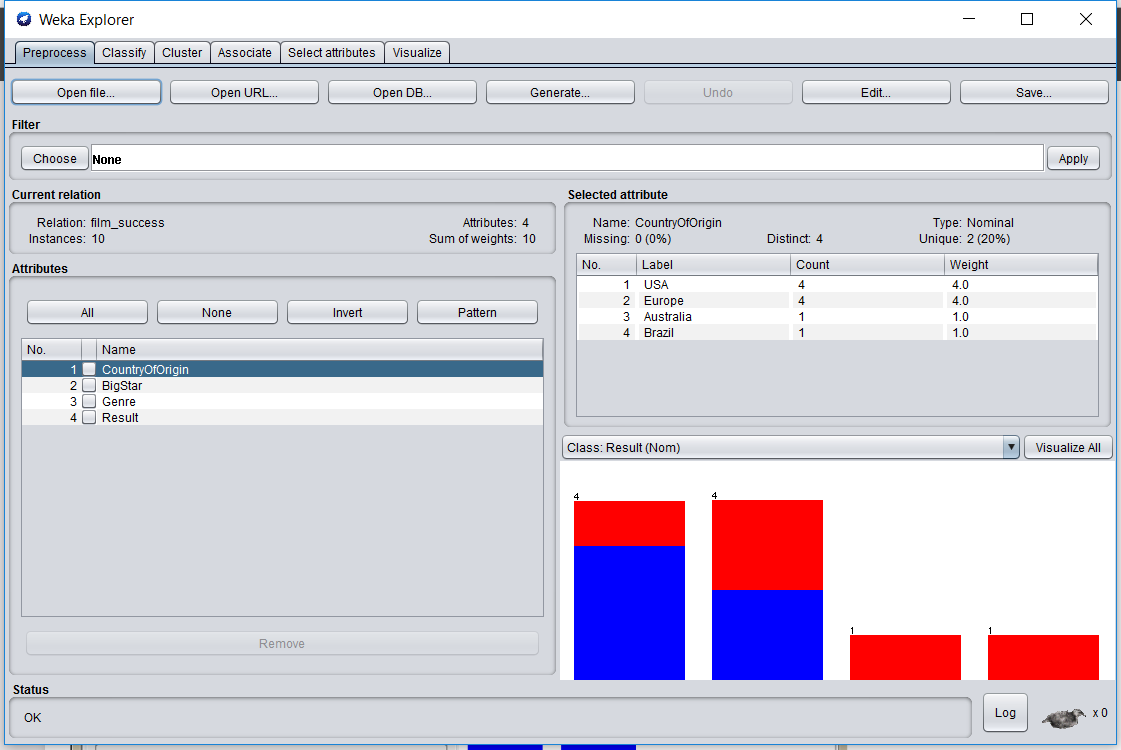 Weka Explorer
Preprocess Classify Cluster Associate Select attributes Visualize
Open file... Open URL... Open DB... Generate... Undo Edit... Save...
Filter
Choose None Apply
Current relation
Relation: film_success Attributes: 4
Instances: 10 Sum of weights: 10
Attributes
All None Invert Pattern
No. Name
1 CountryOfOrigin
2 BigStar
3 Genre
4 Result
Remove
Selected attribute
Name: CountryOfOrigin Type: Nominal
Missing: 0 (0%) Distinct: 4 Unique: 2 (20%)
No. Label Count Weight
1 USA 4 4.0
2 Europe 4 4.0
3 Australia 1 1.0
4 Brazil 1 1.0
Class: Result (Nom) Visualize All
4 4 1 1
Status
OK Log x 0